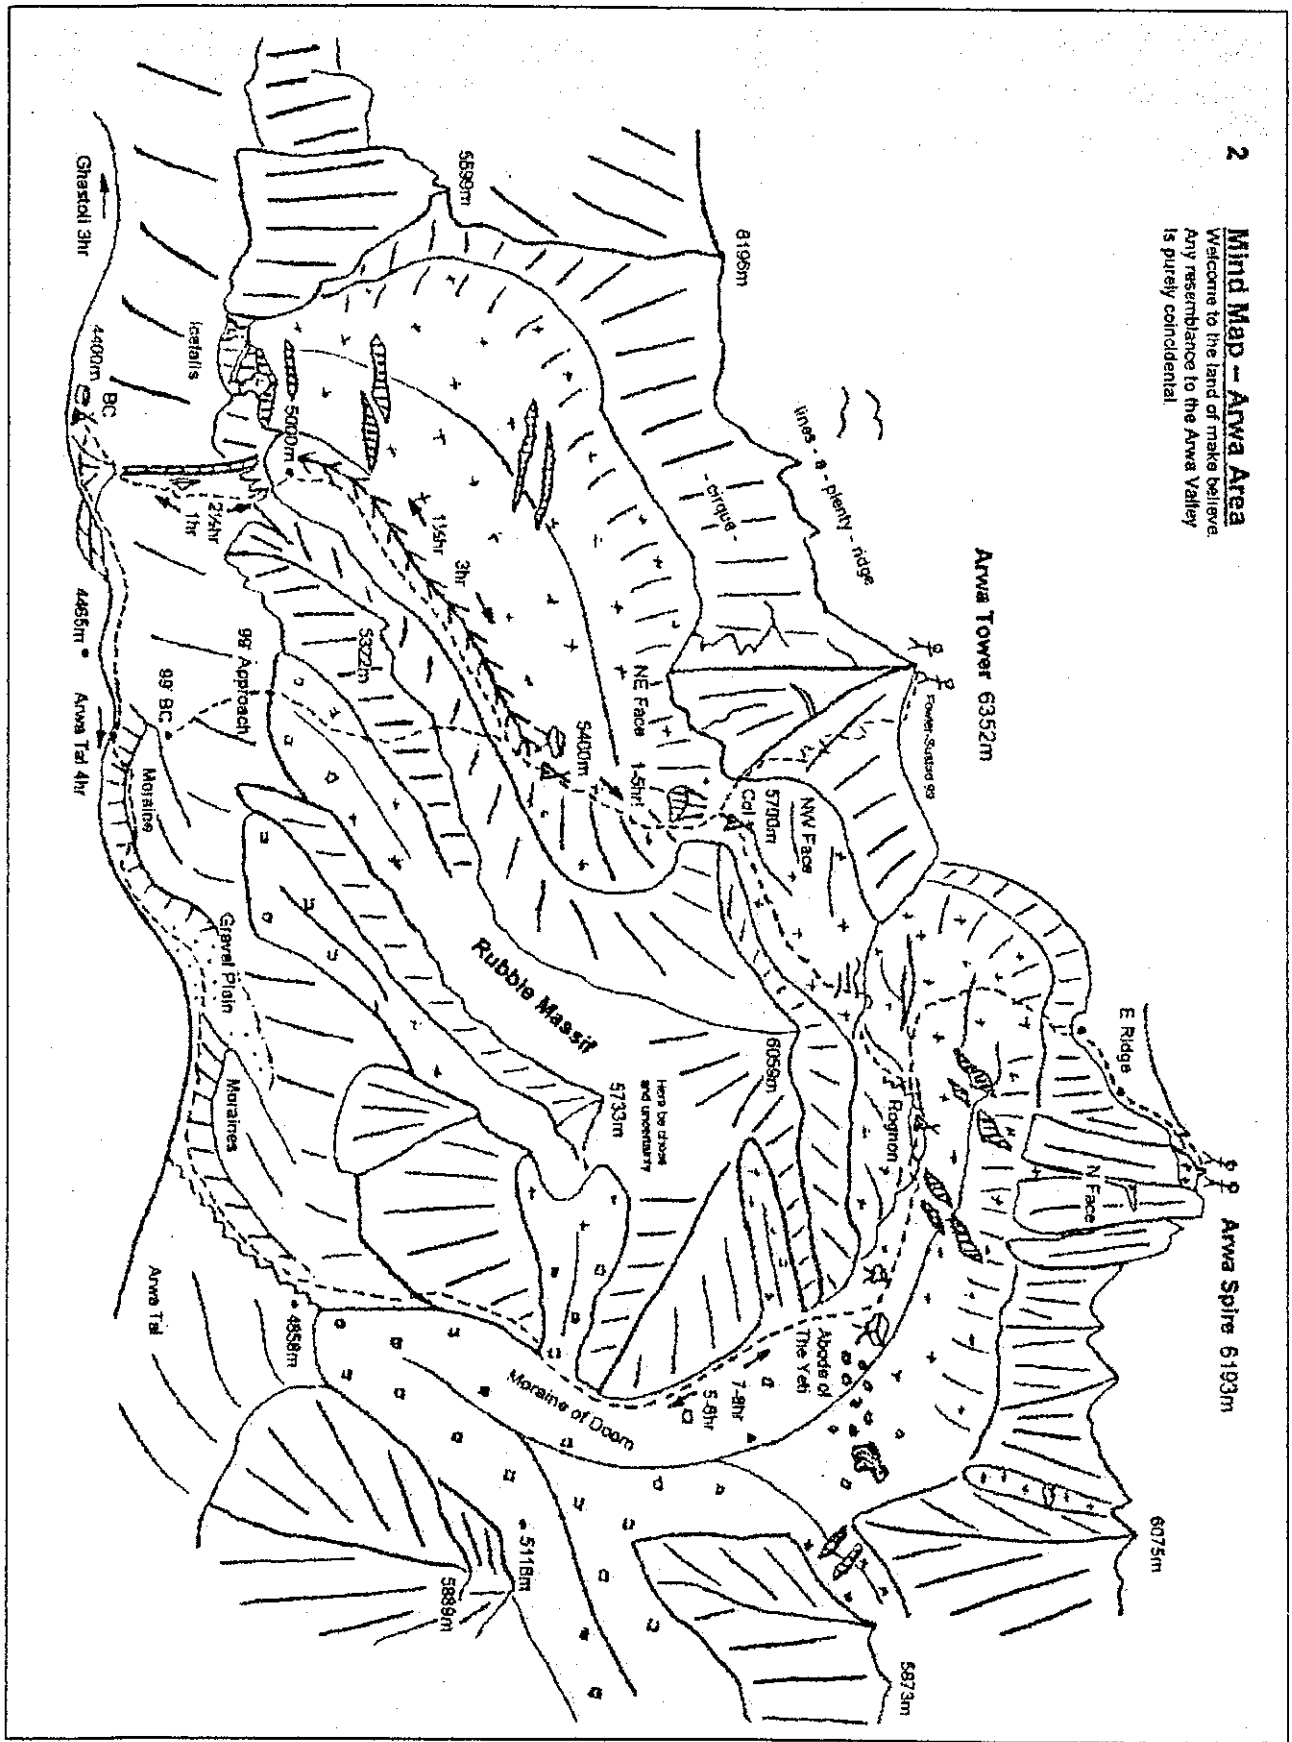 2 Mind Map – Arwa Area
Welcome to the land of make believe.
Any resemblance to the Arwa Valley
is purely coincidental.
Arwa Tower 6352m
Arwa Spire 6193m
6196m
5599m
lines - a - plenty - ridge
- cirque -
Fowler-Sustad 99
E Ridge
N Face
6075m
5873m
NE Face
NW Face
5700m
Col
1-5hr!
5400m
Rognon
6059m
Abode of
The Yeti
7-8hr
5-6hr
Here be chaos
and uncertainty
5733m
Rubble Massif
Moraine of Doom
5118m
5889m
4858m
Arwa Tal
Moraines
Gravel Plain
Moraine
5322m
99' Approach
99' BC
3hr
1½hr
5000m
Icefalls
2½hr
1hr
4400m BC
4465m
Arwa Tal 4hr
Ghastoli 3hr